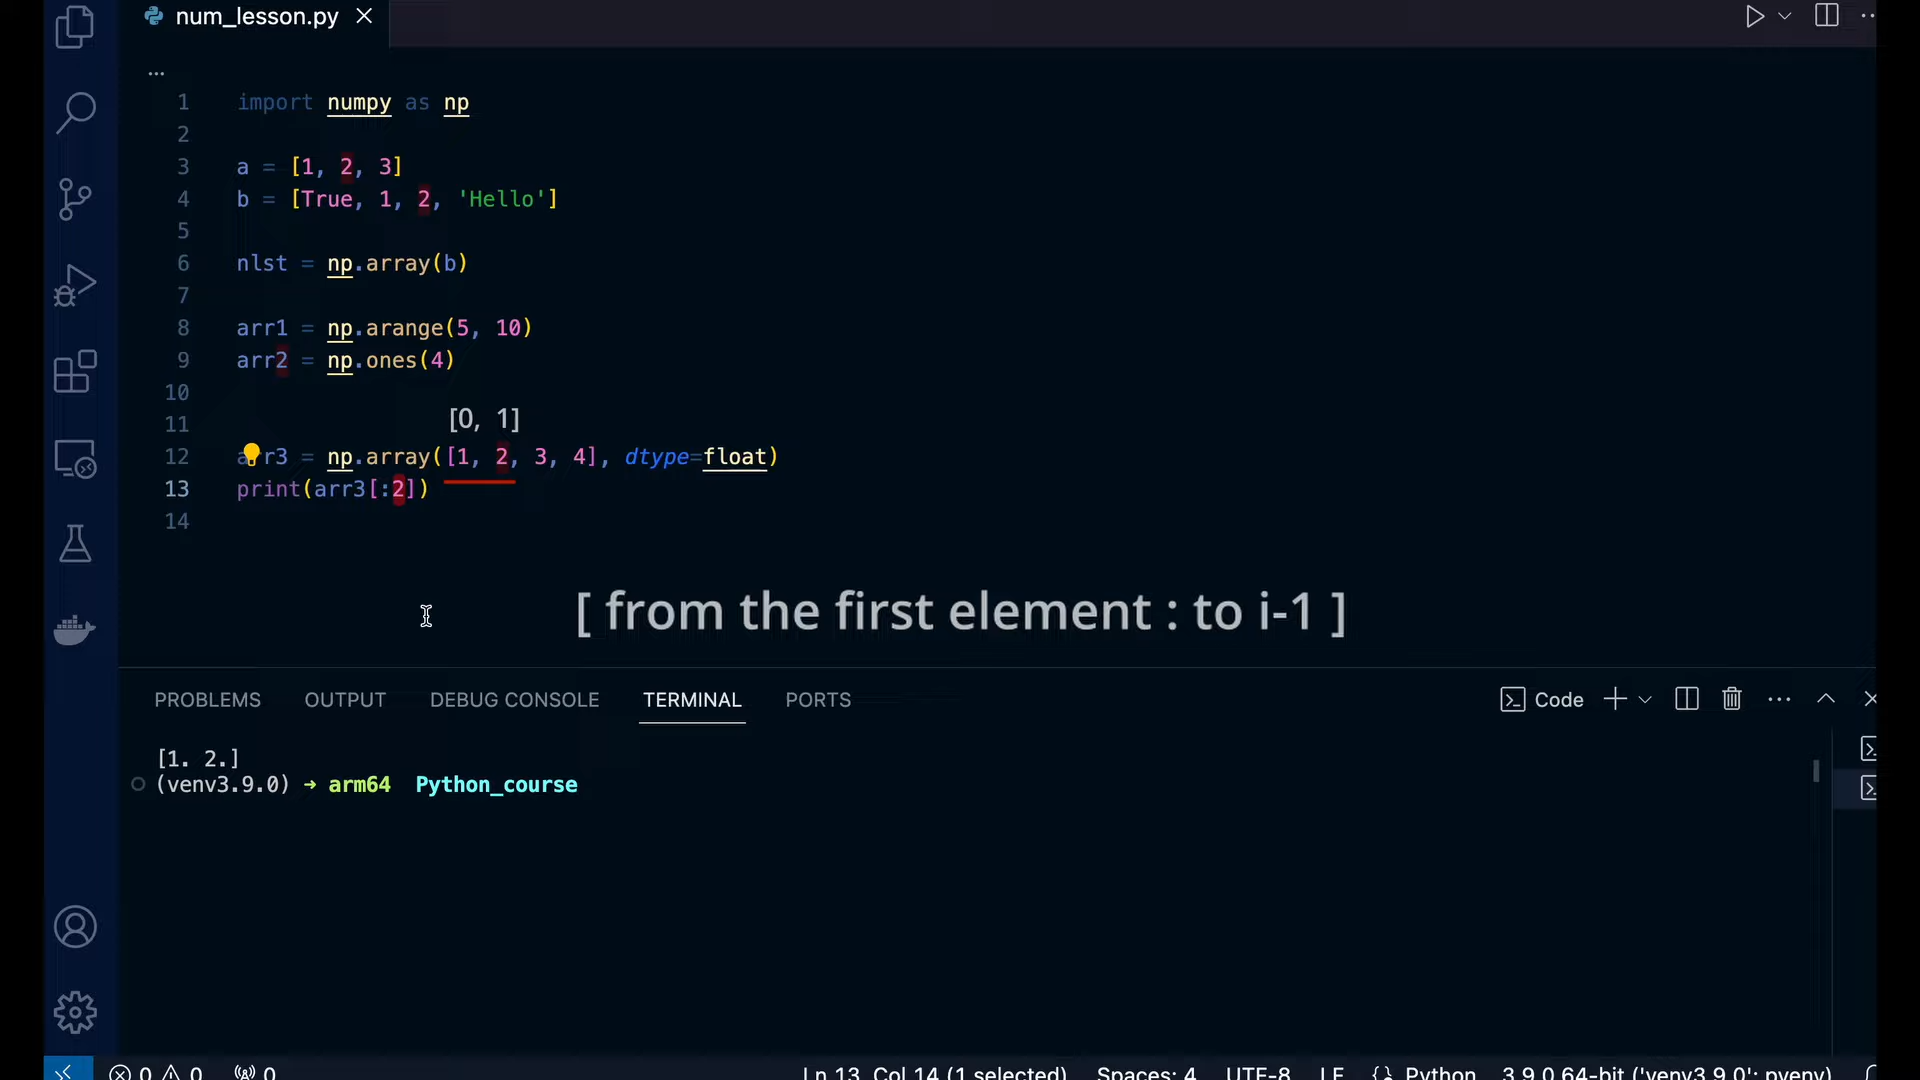 num_lesson.py
...
1 import numpy as np
2
3 a = [1, 2, 3]
4 b = [True, 1, 2, 'Hello']
5
6 nlst = np.array(b)
7
8 arr1 = np.arange(5, 10)
9 arr2 = np.ones(4)
10
11 [0, 1]
12 arr3 = np.array([1, 2, 3, 4], dtype=float)
13 print(arr3[:2])
14
[ from the first element : to i-1 ]
PROBLEMS OUTPUT DEBUG CONSOLE TERMINAL PORTS Code
[1. 2.]
(venv3.9.0) → arm64 Python_course
0 0 0 Ln 13, Col 14 (1 selected) Spaces: 4 UTF-8 LF {} Python 3.9.0 64-bit ('venv3.9.0': pyenv)